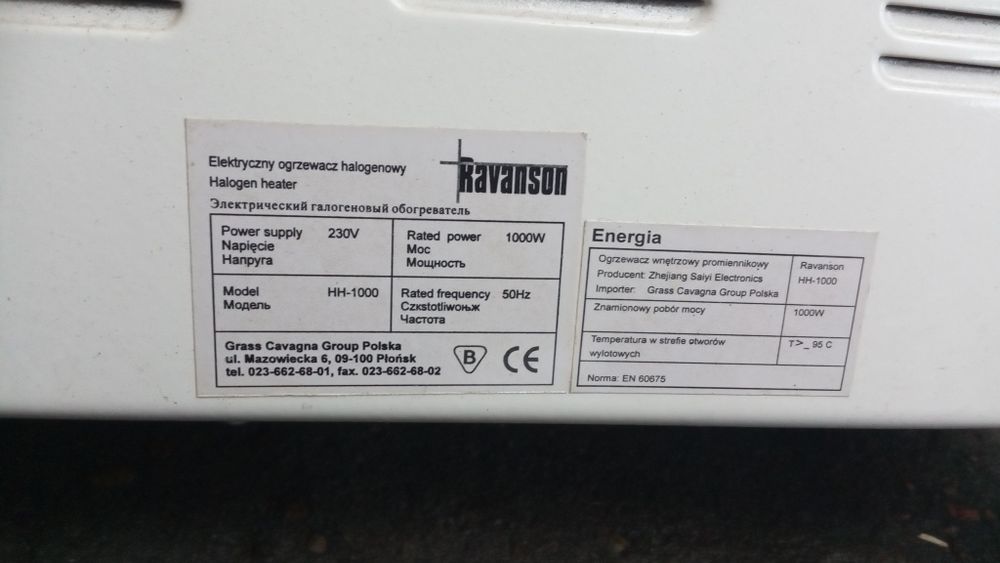 Elektryczny ogrzewacz halogenowy
Halogen heater
Электрический галогеновый обогреватель
Ravanson
Power supply 230V
Napięcie
Напруга
Rated power 1000W
Moc
Мощность
Model HH-1000
Модель
Rated frequency 50Hz
Czkstotliwońж
Частота
Grass Cavagna Group Polska
ul. Mazowiecka 6, 09-100 Płońsk
tel. 023-662-68-01, fax. 023-662-68-02
B
CE
Energia
Ogrzewacz wnętrzowy promiennikowy
Producent: Zhejiang Saiyi Electronics
Importer: Grass Cavagna Group Polska
Ravanson
HH-1000
Znamionowy pobór mocy 1000W
Temperatura w strefie otworów
wylotowych
T>_ 95 C
Norma: EN 60675